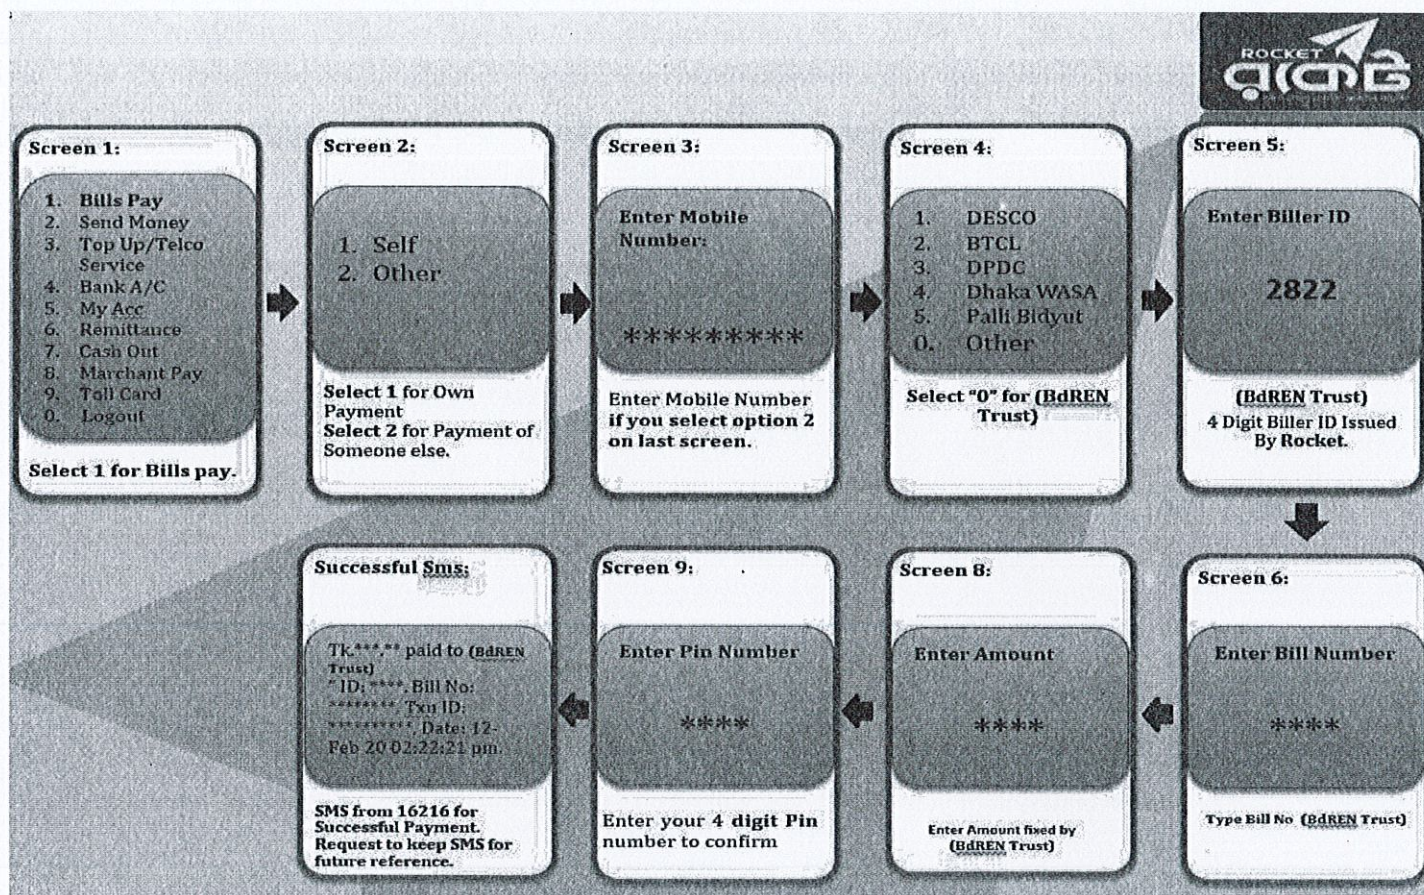 ROCKET
রকেট
Screen 1:
1. Bills Pay
2. Send Money
3. Top Up/Telco
Service
4. Bank A/C
5. My Acc
6. Remittance
7. Cash Out
8. Marchant Pay
9. Toll Card
0. Logout
Select 1 for Bills pay.
Screen 2:
1. Self
2. Other
Select 1 for Own
Payment
Select 2 for Payment of
Someone else.
Screen 3:
Enter Mobile
Number:
*********
Enter Mobile Number
if you select option 2
on last screen.
Screen 4:
1. DESCO
2. BTCL
3. DPDC
4. Dhaka WASA
5. Palli Bidyut
0. Other
Select "0" for (BdREN
Trust)
Screen 5:
Enter Biller ID
2822
(BdREN Trust)
4 Digit Biller ID Issued
By Rocket.
Screen 6:
Enter Bill Number
****
Type Bill No (BdREN Trust)
Screen 8:
Enter Amount
****
Enter Amount fixed by
(BdREN Trust)
Screen 9:
Enter Pin Number
****
Enter your 4 digit Pin
number to confirm
Successful Sms:
Tk.***.** paid to (BdREN
Trust)
* ID: ****. Bill No:
******** Txn ID:
**********. Date: 12-
Feb 20 02:22:21 pm.
SMS from 16216 for
Successful Payment.
Request to keep SMS for
future reference.